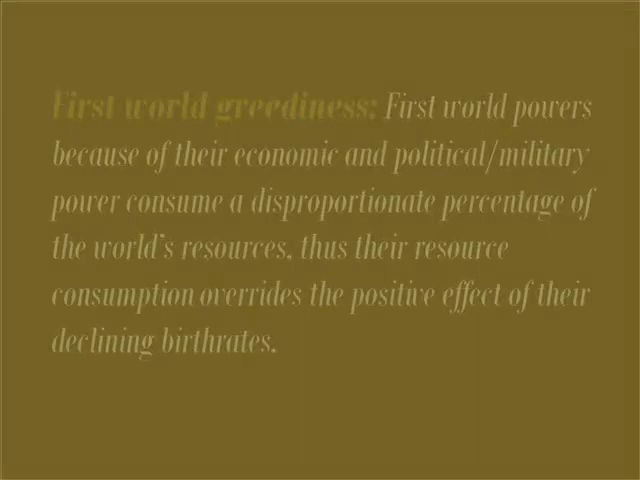 First world greediness: First world powers
because of their economic and political/military
power consume a disproportionate percentage of
the world's resources, thus their resource
consumption overrides the positive effect of their
declining birthrates.